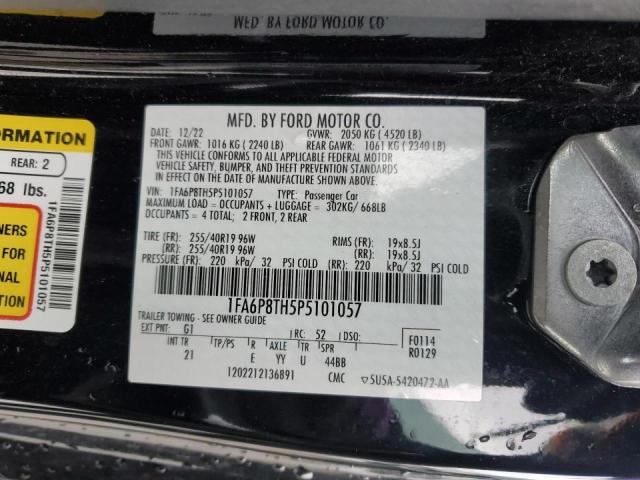 BY FORD MOTOR CO.
MFD. BY FORD MOTOR CO.
DATE: 12/22 GVWR: 2050 KG ( 4520 LB)
FRONT GAWR: 1016 KG ( 2240 LB) REAR GAWR: 1061 KG ( 2340 LB)
THIS VEHICLE CONFORMS TO ALL APPLICABLE FEDERAL MOTOR
VEHICLE SAFETY, BUMPER, AND THEFT PREVENTION STANDARDS
IN EFFECT ON THE DATE OF MANUFACTURE SHOWN ABOVE.
VIN: 1FA6P8TH5P5101057 TYPE: Passenger Car
MAXIMUM LOAD = OCCUPANTS + LUGGAGE = 302KG/ 668LB
OCCUPANTS = 4 TOTAL; 2 FRONT, 2 REAR
TIRE (FR): 255/40R19 96W RIMS (FR): 19x8.5J
(RR): 255/40R19 96W (RR): 19x8.5J
PRESSURE (FR): 220 kPa/ 32 PSI COLD (RR): 220 kPa/ 32 PSI COLD
1FA6P8TH5P5101057
TRAILER TOWING - SEE OWNER GUIDE
EXT PNT: G1 RC: 52 DSO: F0114
INT TR TP/PS R AXLE TR SPR R0129
21 E YY U 44BB
1202212136891 CMC 5U5A-5420472-AA
ORMATION
REAR: 2
68 lbs.
WNERS
FOR
NAL
ATION
1FA6P8TH5P5101057